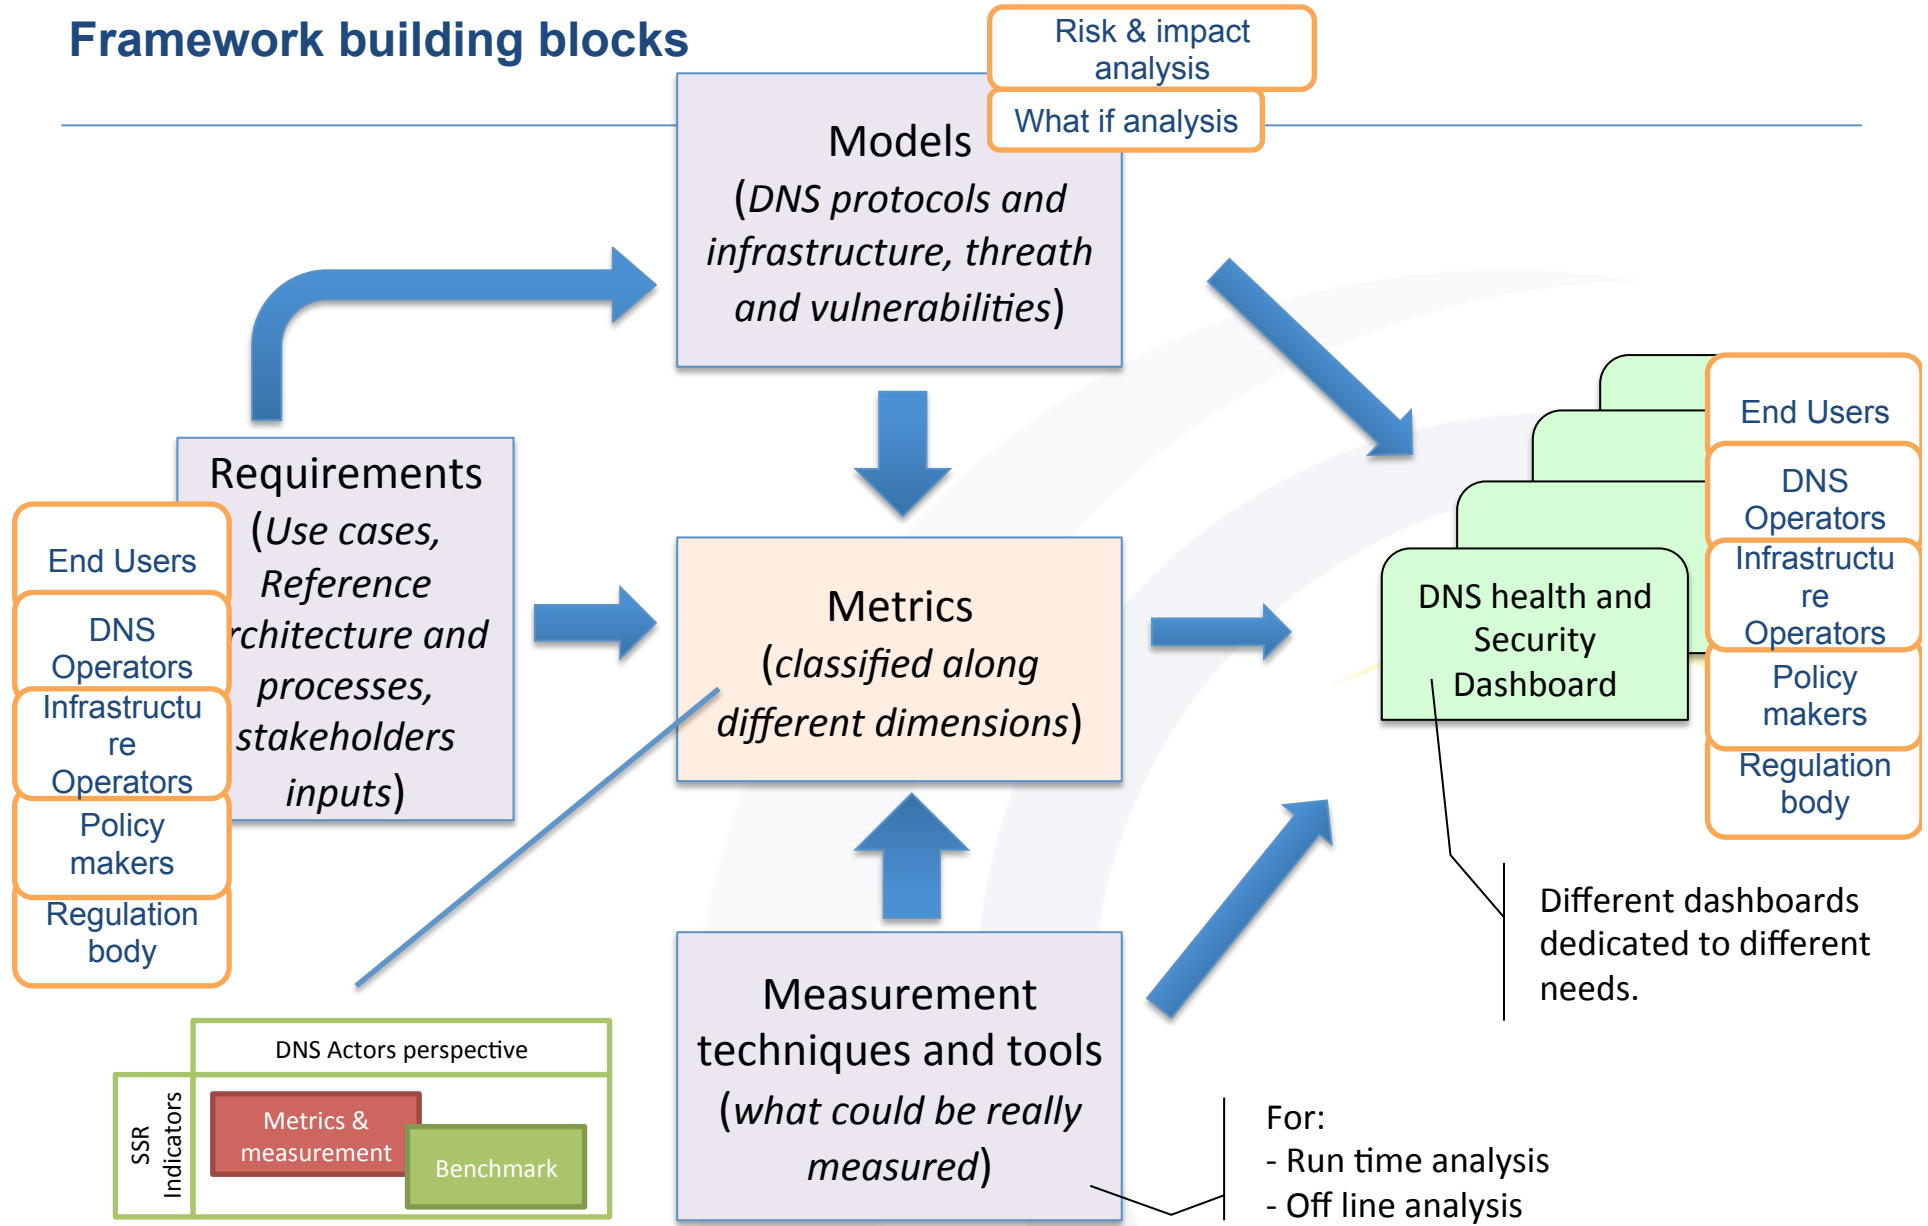 Framework building blocks
Risk & impact
analysis
What if analysis
Models
(DNS protocols and
infrastructure, threath
and vulnerabilities)
Requirements
(Use cases,
Reference
rchitecture and
processes,
stakeholders
inputs)
End Users
DNS
Operators
Infrastructu
re
Operators
Policy
makers
Regulation
body
Metrics
(classified along
different dimensions)
DNS health and
Security
Dashboard
End Users
DNS
Operators
Infrastructu
re
Operators
Policy
makers
Regulation
body
Different dashboards
dedicated to different
needs.
Measurement
techniques and tools
(what could be really
measured)
For:
- Run time analysis
- Off line analysis
DNS Actors perspective
SSR
Indicators
Metrics &
measurement
Benchmark